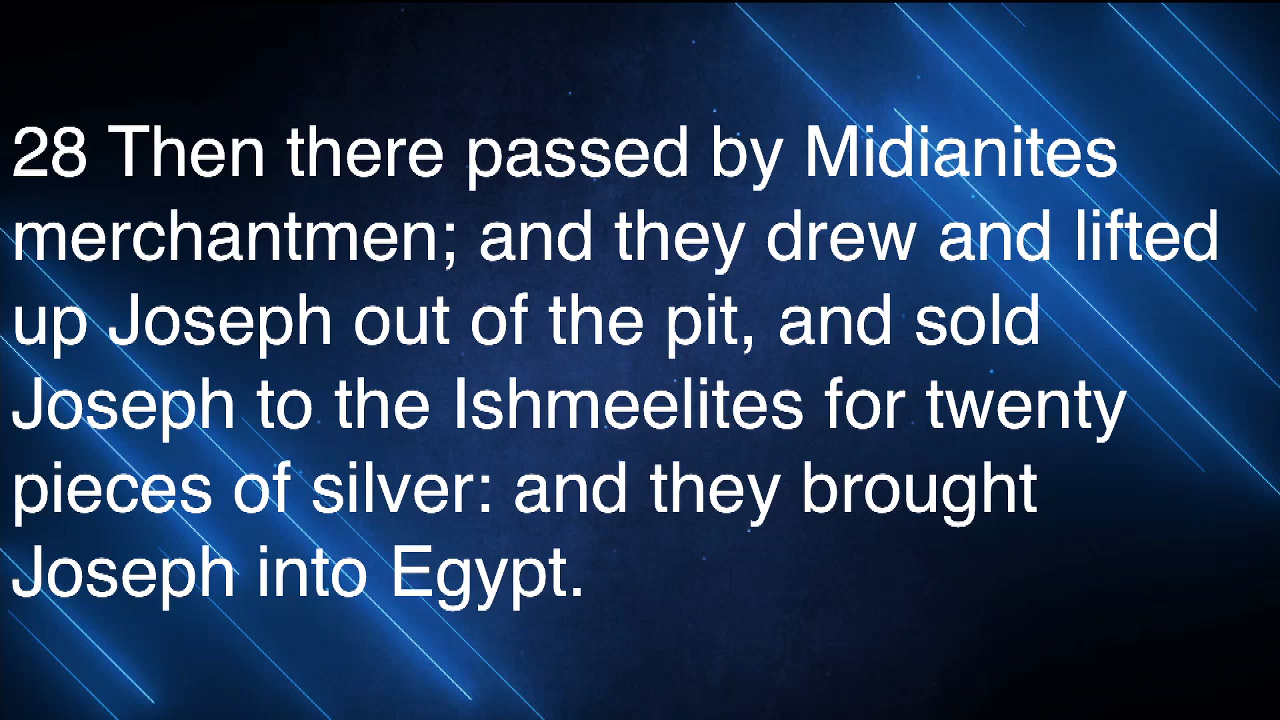 28 Then there passed by Midianites
merchantmen; and they drew and lifted
up Joseph out of the pit, and sold
Joseph to the Ishmeelites for twenty
pieces of silver: and they brought
Joseph into Egypt.